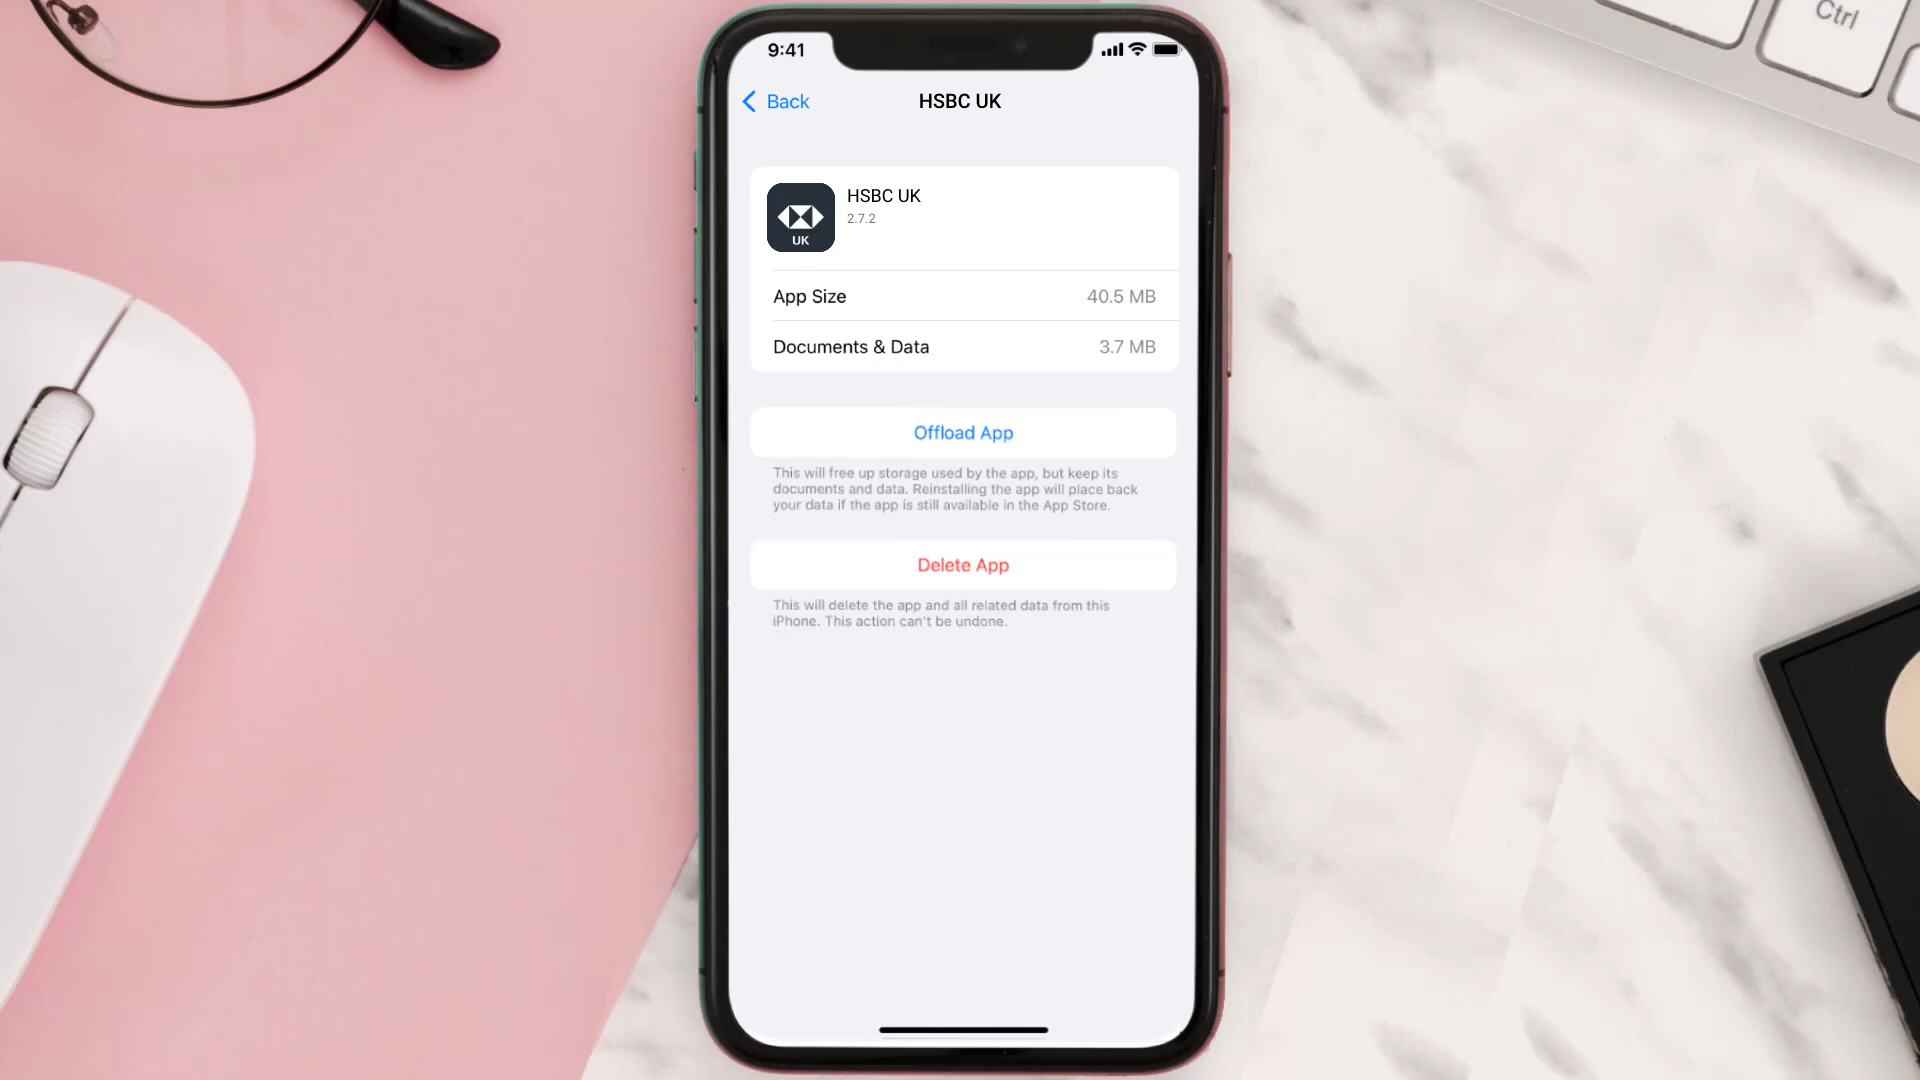 Ctrl
9:41
Back
HSBC UK
HSBC UK
2.7.2
UK
App Size
40.5 MB
Documents & Data
3.7 MB
Offload App
This will free up storage used by the app, but keep its
documents and data. Reinstalling the app will place back
your data if the app is still available in the App Store.
Delete App
This will delete the app and all related data from this
iPhone. This action can't be undone.